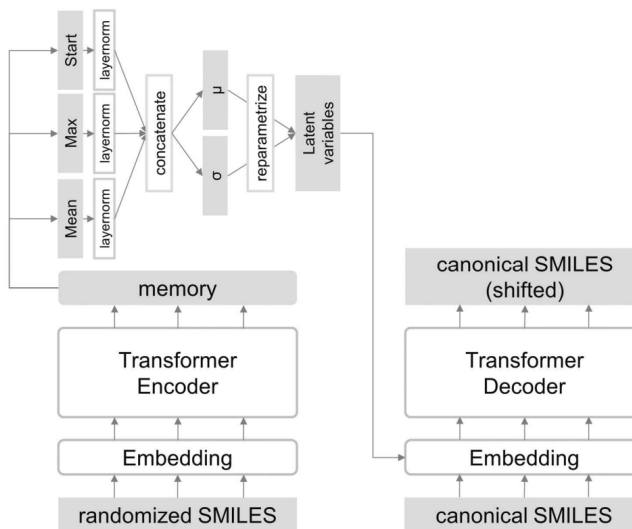 Start
layernorm
Max
layernorm
Mean
layernorm
concatenate
μ
σ
reparametrize
Latent
variables
memory
Transformer
Encoder
Embedding
randomized SMILES
canonical SMILES
(shifted)
Transformer
Decoder
Embedding
canonical SMILES